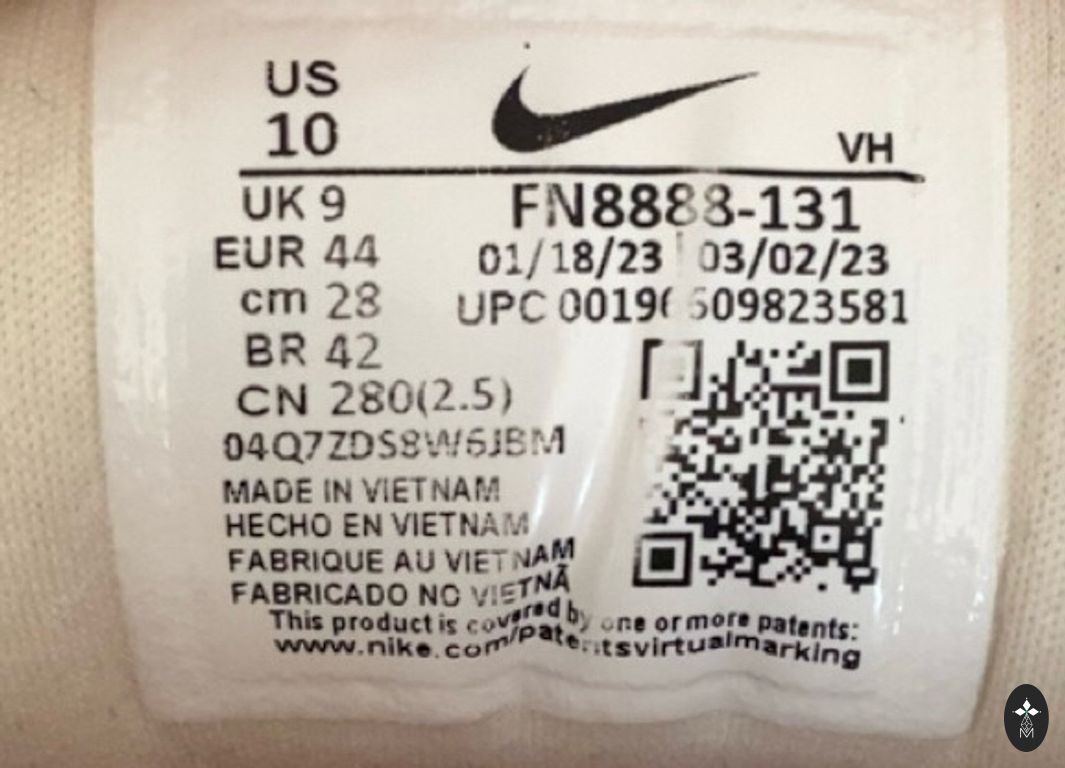 US
10
VH
UK 9
FN8888-131
EUR 44
01/18/23 03/02/23
cm 28
UPC 00196609823581
BR 42
CN 280(2.5)
04Q7ZDS8W6JBM
MADE IN VIETNAM
HECHO EN VIETNAM
FABRIQUE AU VIETNAM
FABRICADO NO VIETNÃ
This product is covered by one or more patents:
www.nike.com/patentsvirtualmarking
M